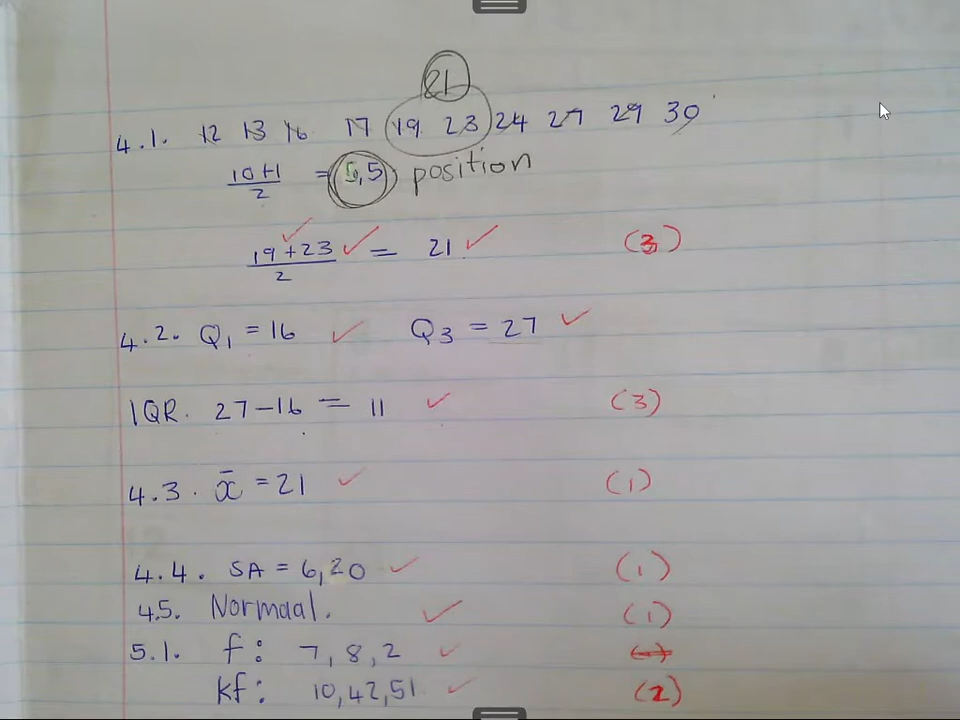 21
4.1. 12 13 16 17 19 23 24 27 29 30
10+1/2 = 5,5 position
19+23/2 = 21 (3)
4.2. Q1 = 16 Q3 = 27
IQR. 27-16 = 11 (3)
4.3. x̄ = 21 (1)
4.4. SA = 6,20 (1)
4.5. Normaal. (1)
5.1. f: 7, 8, 2
kf: 10, 42, 51 (2)